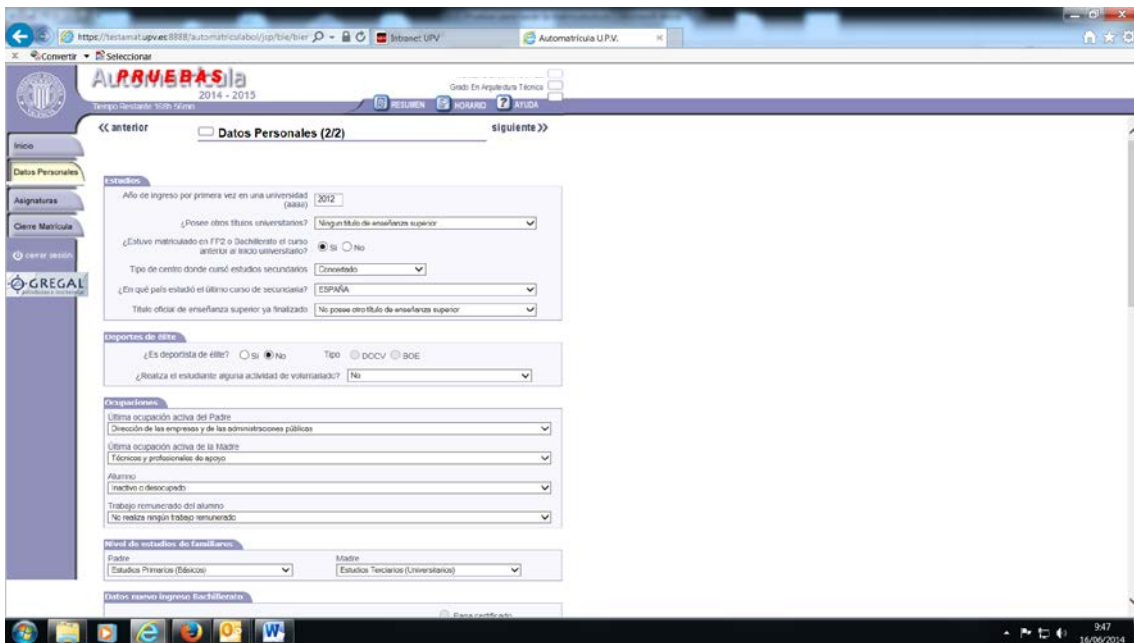 https://testamat.upv.es:8888/automatriculabol/jsp/bie/bier
Intranet UPV
Automatrícula U.P.V.
x Convertir Seleccionar
Automatrícula
PRUEBAS
2014 - 2015
Grado En Arquitectura Técnica
Tiempo Restante
RESUMEN HORARIO ? AYUDA
<< anterior Datos Personales (2/2) siguiente >>
Inicio
Datos Personales
Asignaturas
Cierre Matrícula
cerrar sesión
GREGAL
Estudios
Año de ingreso por primera vez en una universidad (aaaa) 2012
¿Posee otros títulos universitarios? Ningun título de enseñanza superior
¿Estuvo matriculado en FP2 o Bachillerato el curso
anterior al inicio universitario? Si No
Tipo de centro donde cursó estudios secundarios Concertado
¿En qué país estudió el último curso de secundaria? ESPAÑA
Título oficial de enseñanza superior ya finalizado No posee otro título de enseñanza superior
Deportes de élite
¿Es deportista de élite? Si No Tipo DOCV BOE
¿Realiza el estudiante alguna actividad de voluntariado? No
Ocupaciones
Última ocupación activa del Padre
Dirección de las empresas y de las administraciones públicas
Última ocupación activa de la Madre
Técnicos y profesionales de apoyo
Alumno
Inactivo o desocupado
Trabajo remunerado del alumno
No realiza ningún trabajo remunerado
Nivel de estudios de familiares
Padre Madre
Estudios Primarios (Básicos) Estudios Terciarios (Universitarios)
Datos nuevo ingreso Bachillerato
Paga certificado
9:47
16/06/2014